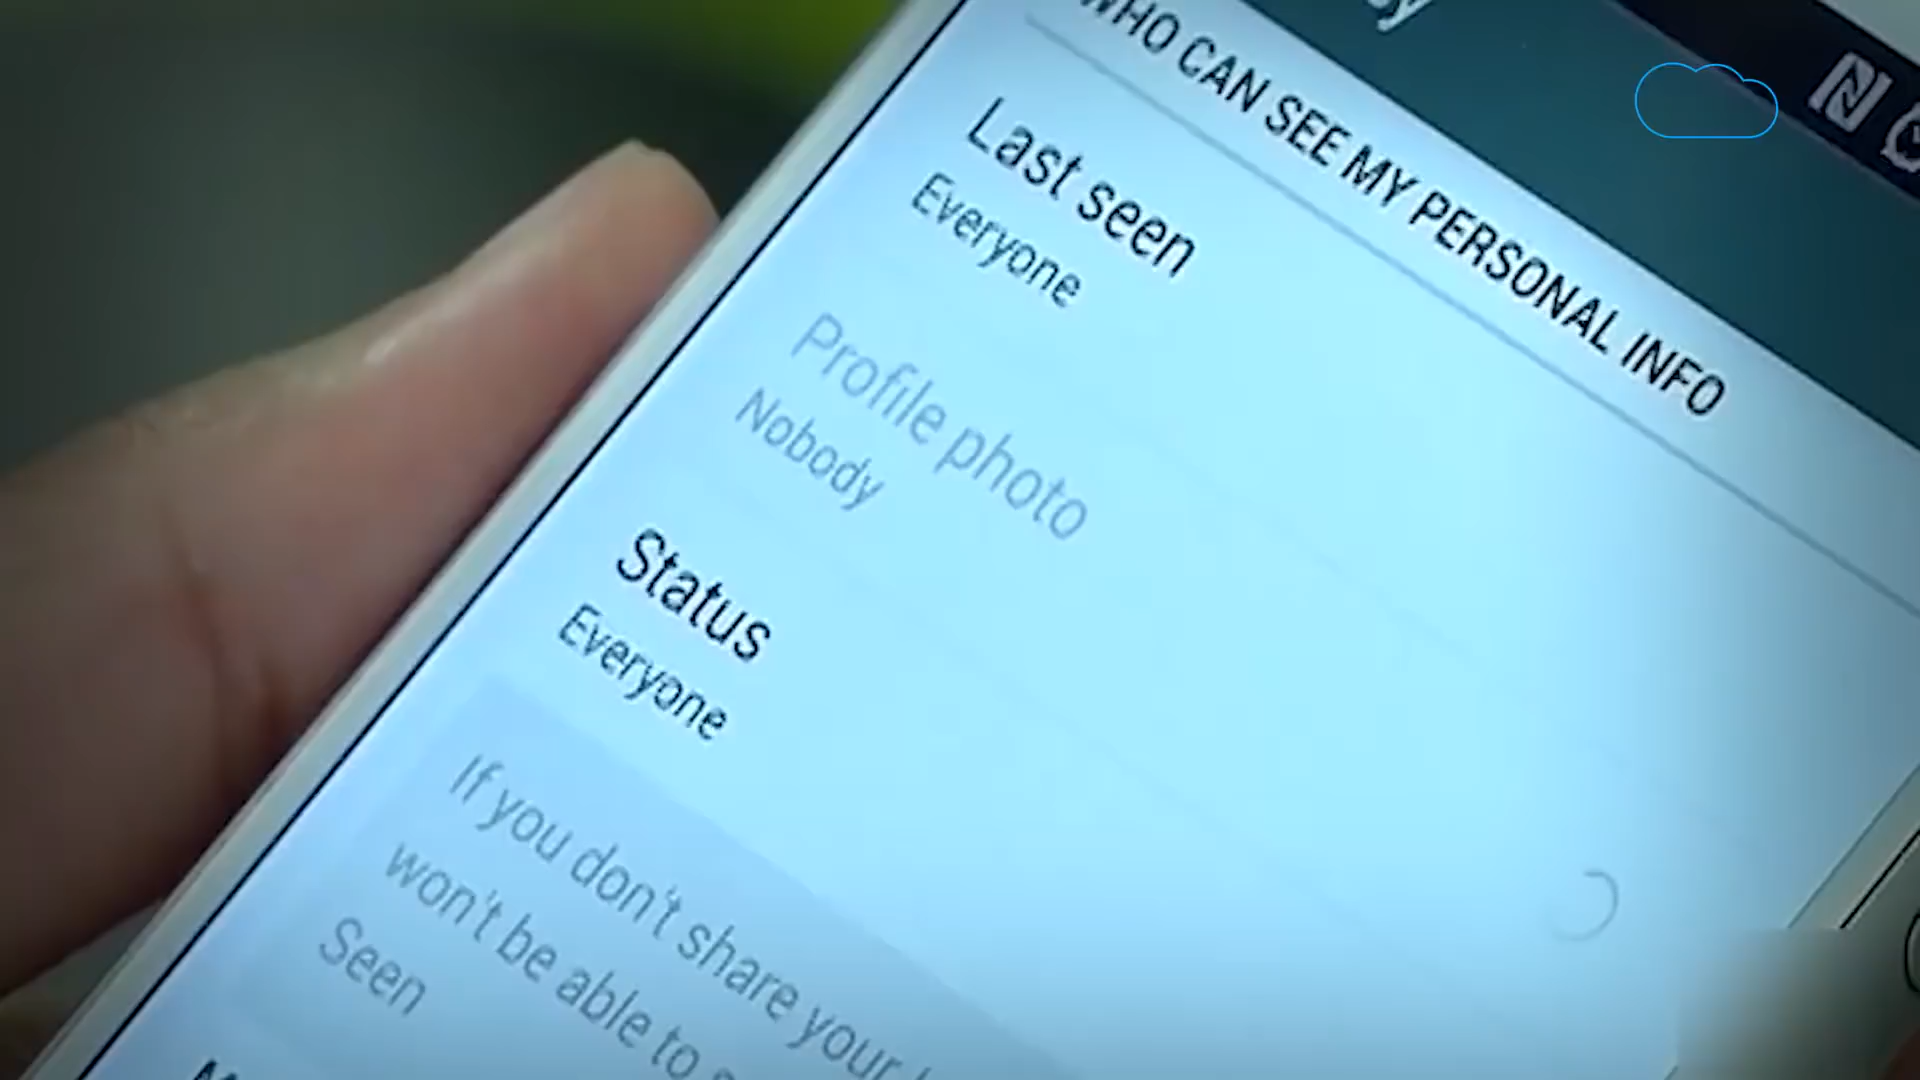 WHO CAN SEE MY PERSONAL INFO
Last seen
Everyone
Profile photo
Nobody
Status
Everyone
If you don't share your
won't be able to
Seen